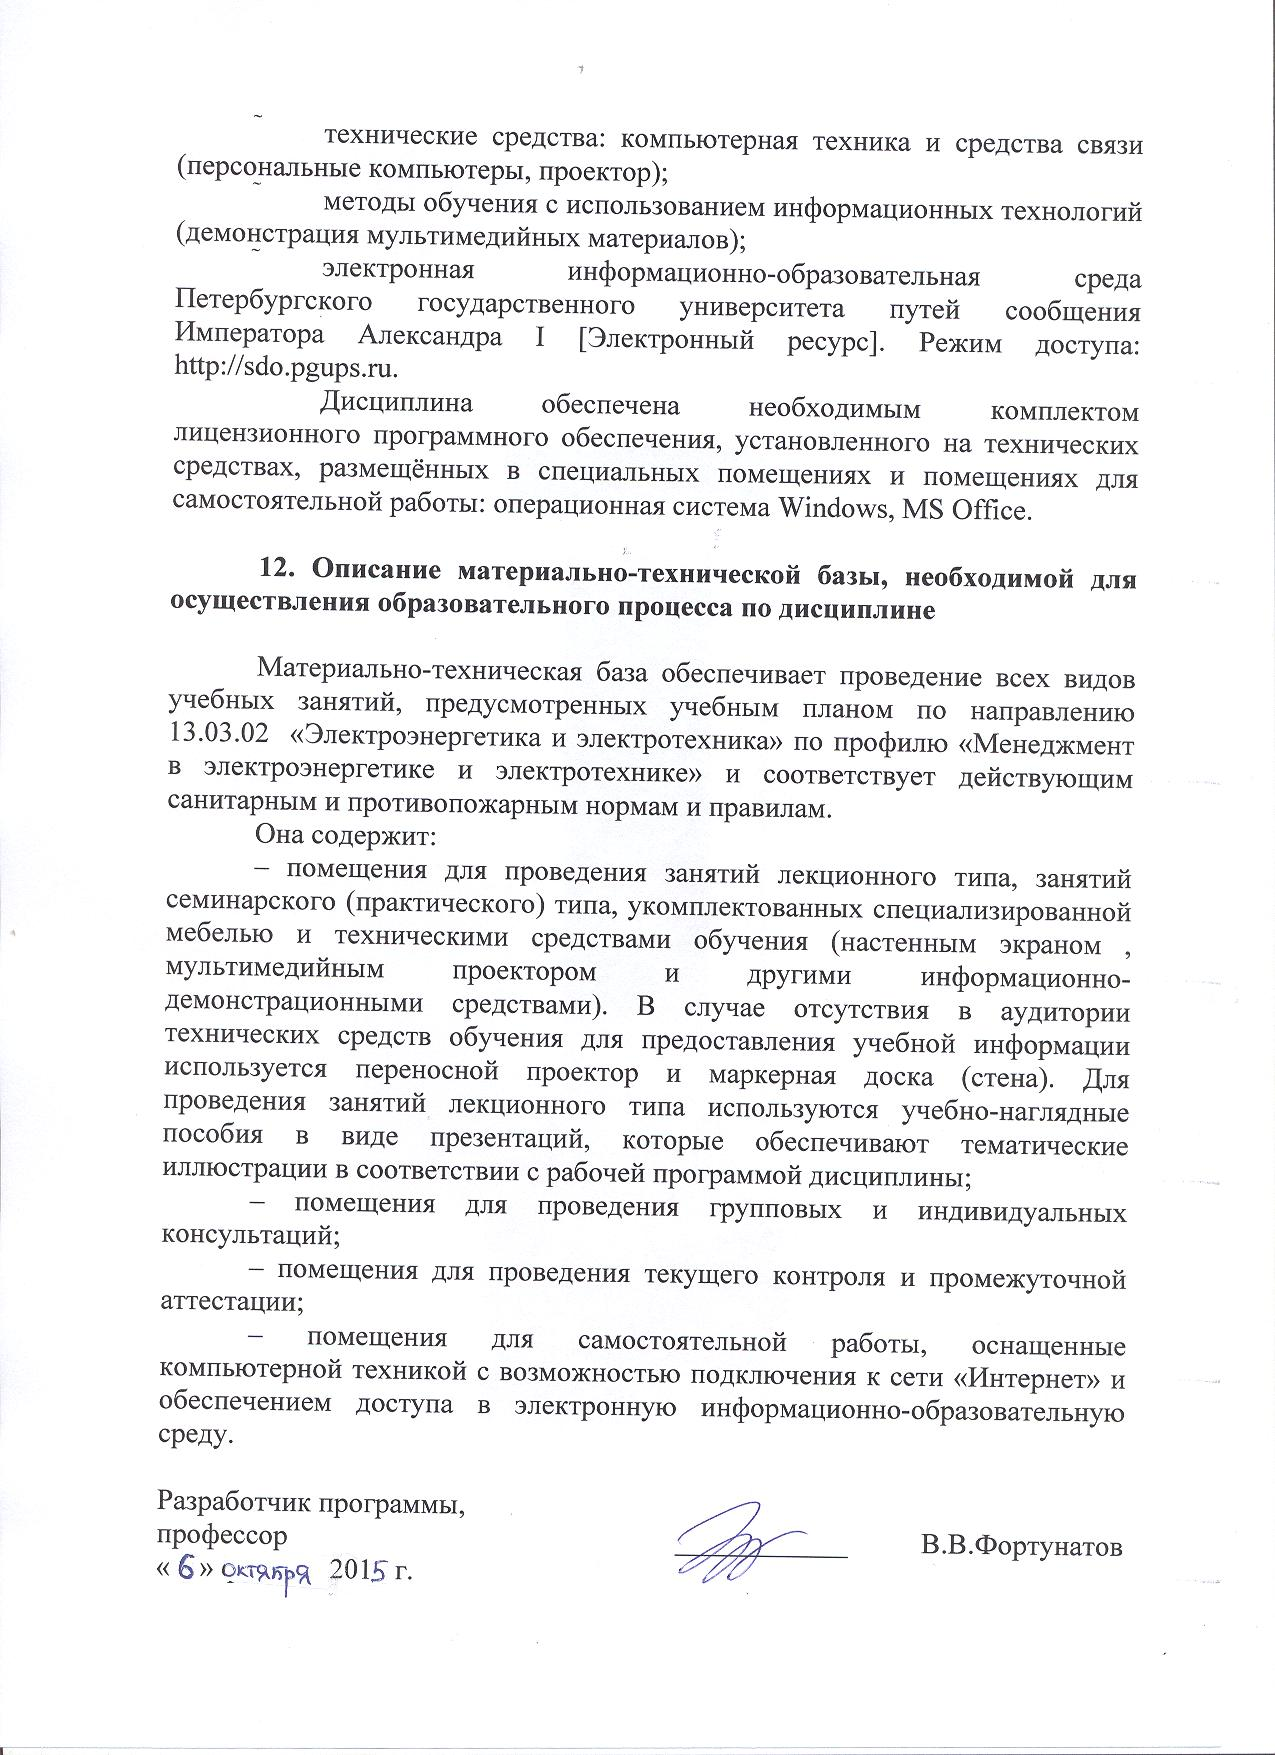 технические средства: компьютерная техника и средства связи
(персональные компьютеры, проектор);
методы обучения с использованием информационных технологий
(демонстрация мультимедийных материалов);
электронная информационно-образовательная среда
Петербургского государственного университета путей сообщения
Императора Александра I [Электронный ресурс]. Режим доступа:
http://sdo.pgups.ru.
Дисциплина обеспечена необходимым комплектом
лицензионного программного обеспечения, установленного на технических
средствах, размещённых в специальных помещениях и помещениях для
самостоятельной работы: операционная система Windows, MS Office.
12. Описание материально-технической базы, необходимой для
осуществления образовательного процесса по дисциплине
Материально-техническая база обеспечивает проведение всех видов
учебных занятий, предусмотренных учебным планом по направлению
13.03.02 «Электроэнергетика и электротехника» по профилю «Менеджмент
в электроэнергетике и электротехнике» и соответствует действующим
санитарным и противопожарным нормам и правилам.
Она содержит:
– помещения для проведения занятий лекционного типа, занятий
семинарского (практического) типа, укомплектованных специализированной
мебелью и техническими средствами обучения (настенным экраном ,
мультимедийным проектором и другими информационно-
демонстрационными средствами). В случае отсутствия в аудитории
технических средств обучения для предоставления учебной информации
используется переносной проектор и маркерная доска (стена). Для
проведения занятий лекционного типа используются учебно-наглядные
пособия в виде презентаций, которые обеспечивают тематические
иллюстрации в соответствии с рабочей программой дисциплины;
– помещения для проведения групповых и индивидуальных
консультаций;
– помещения для проведения текущего контроля и промежуточной
аттестации;
– помещения для самостоятельной работы, оснащенные
компьютерной техникой с возможностью подключения к сети «Интернет» и
обеспечением доступа в электронную информационно-образовательную
среду.
Разработчик программы,
профессор В.В.Фортунатов
« 6 » октября 2015 г.